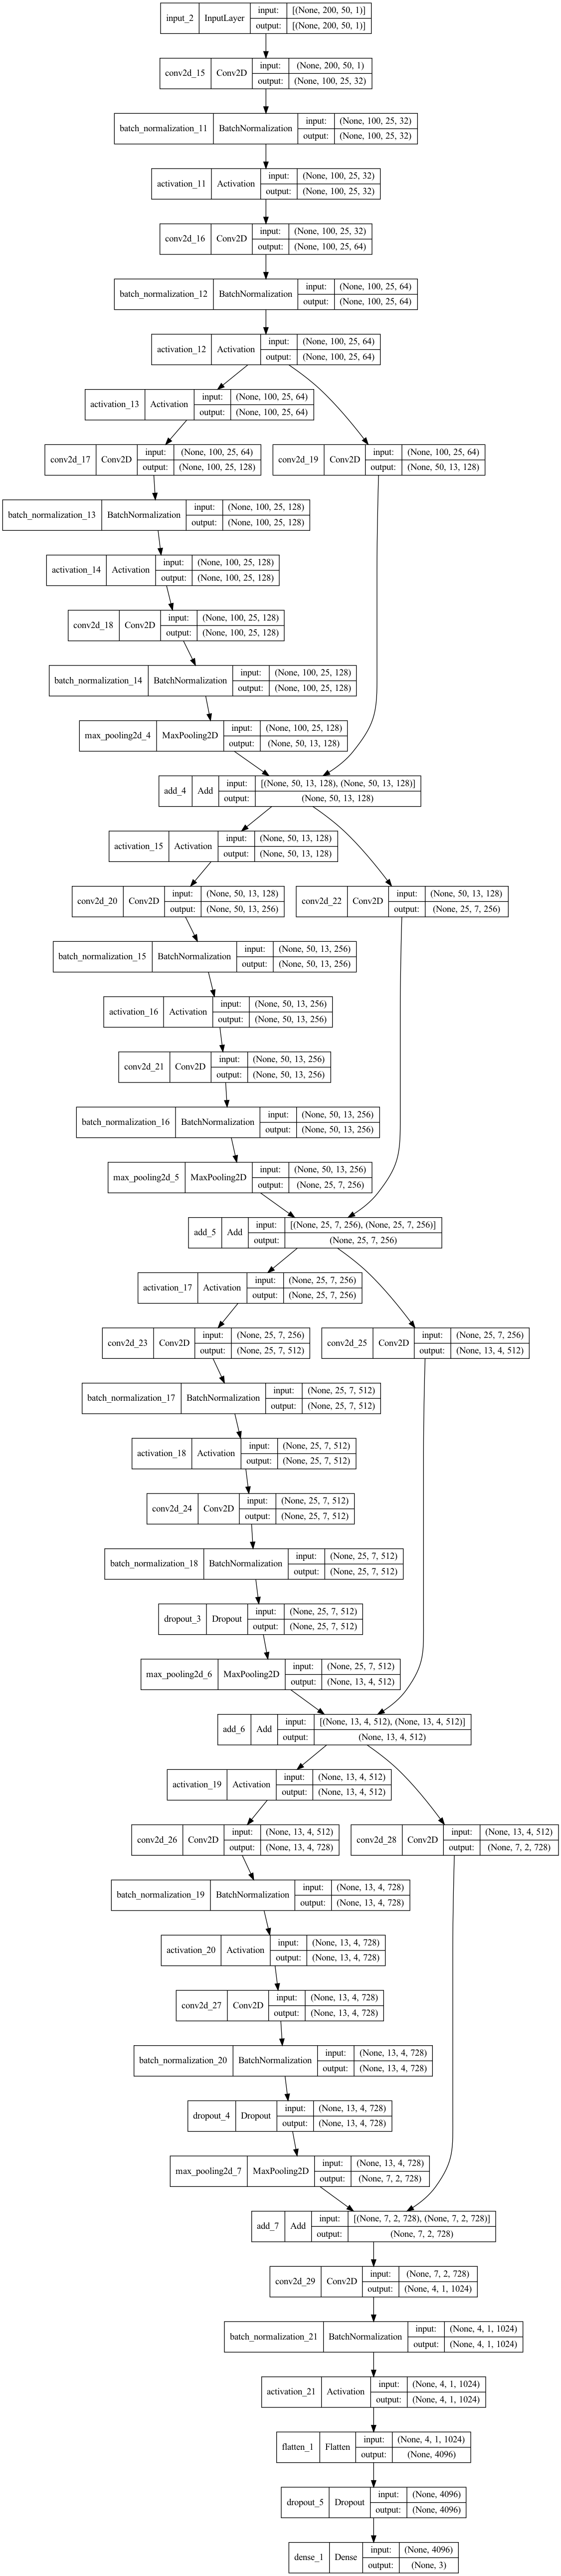 input_2 InputLayer input: [(None, 200, 50, 1)]
output: [(None, 200, 50, 1)]
conv2d_15 Conv2D input: (None, 200, 50, 1)
output: (None, 100, 25, 32)
batch_normalization_11 BatchNormalization input: (None, 100, 25, 32)
output: (None, 100, 25, 32)
activation_11 Activation input: (None, 100, 25, 32)
output: (None, 100, 25, 32)
conv2d_16 Conv2D input: (None, 100, 25, 32)
output: (None, 100, 25, 64)
batch_normalization_12 BatchNormalization input: (None, 100, 25, 64)
output: (None, 100, 25, 64)
activation_12 Activation input: (None, 100, 25, 64)
output: (None, 100, 25, 64)
activation_13 Activation input: (None, 100, 25, 64)
output: (None, 100, 25, 64)
conv2d_17 Conv2D input: (None, 100, 25, 64)
output: (None, 100, 25, 128)
conv2d_19 Conv2D input: (None, 100, 25, 64)
output: (None, 50, 13, 128)
batch_normalization_13 BatchNormalization input: (None, 100, 25, 128)
output: (None, 100, 25, 128)
activation_14 Activation input: (None, 100, 25, 128)
output: (None, 100, 25, 128)
conv2d_18 Conv2D input: (None, 100, 25, 128)
output: (None, 100, 25, 128)
batch_normalization_14 BatchNormalization input: (None, 100, 25, 128)
output: (None, 100, 25, 128)
max_pooling2d_4 MaxPooling2D input: (None, 100, 25, 128)
output: (None, 50, 13, 128)
add_4 Add input: [(None, 50, 13, 128), (None, 50, 13, 128)]
output: (None, 50, 13, 128)
activation_15 Activation input: (None, 50, 13, 128)
output: (None, 50, 13, 128)
conv2d_20 Conv2D input: (None, 50, 13, 128)
output: (None, 50, 13, 256)
conv2d_22 Conv2D input: (None, 50, 13, 128)
output: (None, 25, 7, 256)
batch_normalization_15 BatchNormalization input: (None, 50, 13, 256)
output: (None, 50, 13, 256)
activation_16 Activation input: (None, 50, 13, 256)
output: (None, 50, 13, 256)
conv2d_21 Conv2D input: (None, 50, 13, 256)
output: (None, 50, 13, 256)
batch_normalization_16 BatchNormalization input: (None, 50, 13, 256)
output: (None, 50, 13, 256)
max_pooling2d_5 MaxPooling2D input: (None, 50, 13, 256)
output: (None, 25, 7, 256)
add_5 Add input: [(None, 25, 7, 256), (None, 25, 7, 256)]
output: (None, 25, 7, 256)
activation_17 Activation input: (None, 25, 7, 256)
output: (None, 25, 7, 256)
conv2d_23 Conv2D input: (None, 25, 7, 256)
output: (None, 25, 7, 512)
conv2d_25 Conv2D input: (None, 25, 7, 256)
output: (None, 13, 4, 512)
batch_normalization_17 BatchNormalization input: (None, 25, 7, 512)
output: (None, 25, 7, 512)
activation_18 Activation input: (None, 25, 7, 512)
output: (None, 25, 7, 512)
conv2d_24 Conv2D input: (None, 25, 7, 512)
output: (None, 25, 7, 512)
batch_normalization_18 BatchNormalization input: (None, 25, 7, 512)
output: (None, 25, 7, 512)
dropout_3 Dropout input: (None, 25, 7, 512)
output: (None, 25, 7, 512)
max_pooling2d_6 MaxPooling2D input: (None, 25, 7, 512)
output: (None, 13, 4, 512)
add_6 Add input: [(None, 13, 4, 512), (None, 13, 4, 512)]
output: (None, 13, 4, 512)
activation_19 Activation input: (None, 13, 4, 512)
output: (None, 13, 4, 512)
conv2d_26 Conv2D input: (None, 13, 4, 512)
output: (None, 13, 4, 728)
conv2d_28 Conv2D input: (None, 13, 4, 512)
output: (None, 7, 2, 728)
batch_normalization_19 BatchNormalization input: (None, 13, 4, 728)
output: (None, 13, 4, 728)
activation_20 Activation input: (None, 13, 4, 728)
output: (None, 13, 4, 728)
conv2d_27 Conv2D input: (None, 13, 4, 728)
output: (None, 13, 4, 728)
batch_normalization_20 BatchNormalization input: (None, 13, 4, 728)
output: (None, 13, 4, 728)
dropout_4 Dropout input: (None, 13, 4, 728)
output: (None, 13, 4, 728)
max_pooling2d_7 MaxPooling2D input: (None, 13, 4, 728)
output: (None, 7, 2, 728)
add_7 Add input: [(None, 7, 2, 728), (None, 7, 2, 728)]
output: (None, 7, 2, 728)
conv2d_29 Conv2D input: (None, 7, 2, 728)
output: (None, 4, 1, 1024)
batch_normalization_21 BatchNormalization input: (None, 4, 1, 1024)
output: (None, 4, 1, 1024)
activation_21 Activation input: (None, 4, 1, 1024)
output: (None, 4, 1, 1024)
flatten_1 Flatten input: (None, 4, 1, 1024)
output: (None, 4096)
dropout_5 Dropout input: (None, 4096)
output: (None, 4096)
dense_1 Dense input: (None, 4096)
output: (None, 3)